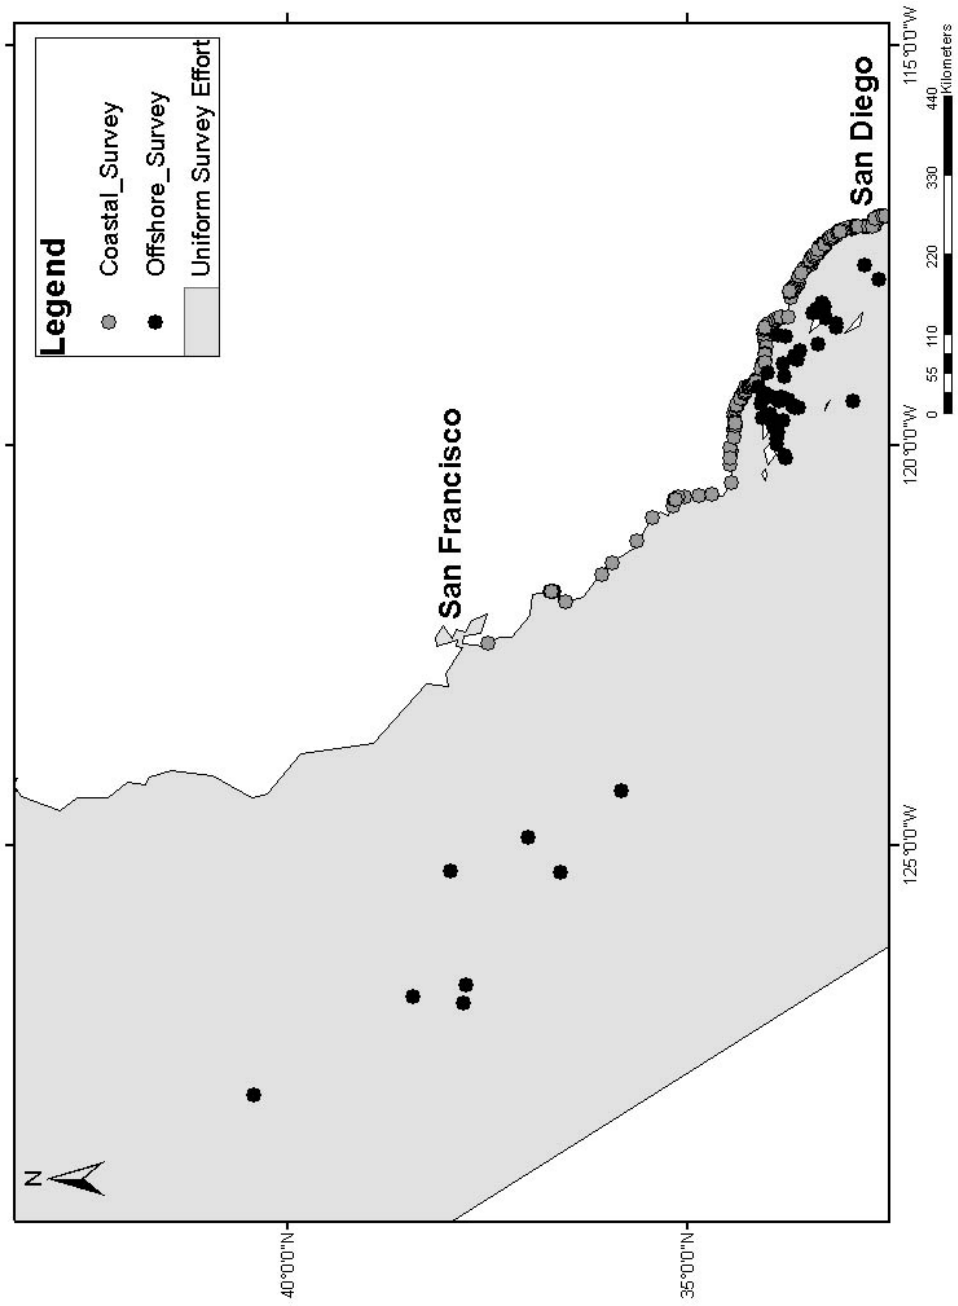 N
Legend
Coastal_Survey
Offshore_Survey
Uniform Survey Effort
San Francisco
San Diego
40°0'0"N
35°0'0"N
125°0'0"W
120°0'0"W
115°0'0"W
0 55 110 220 330 440
Kilometers